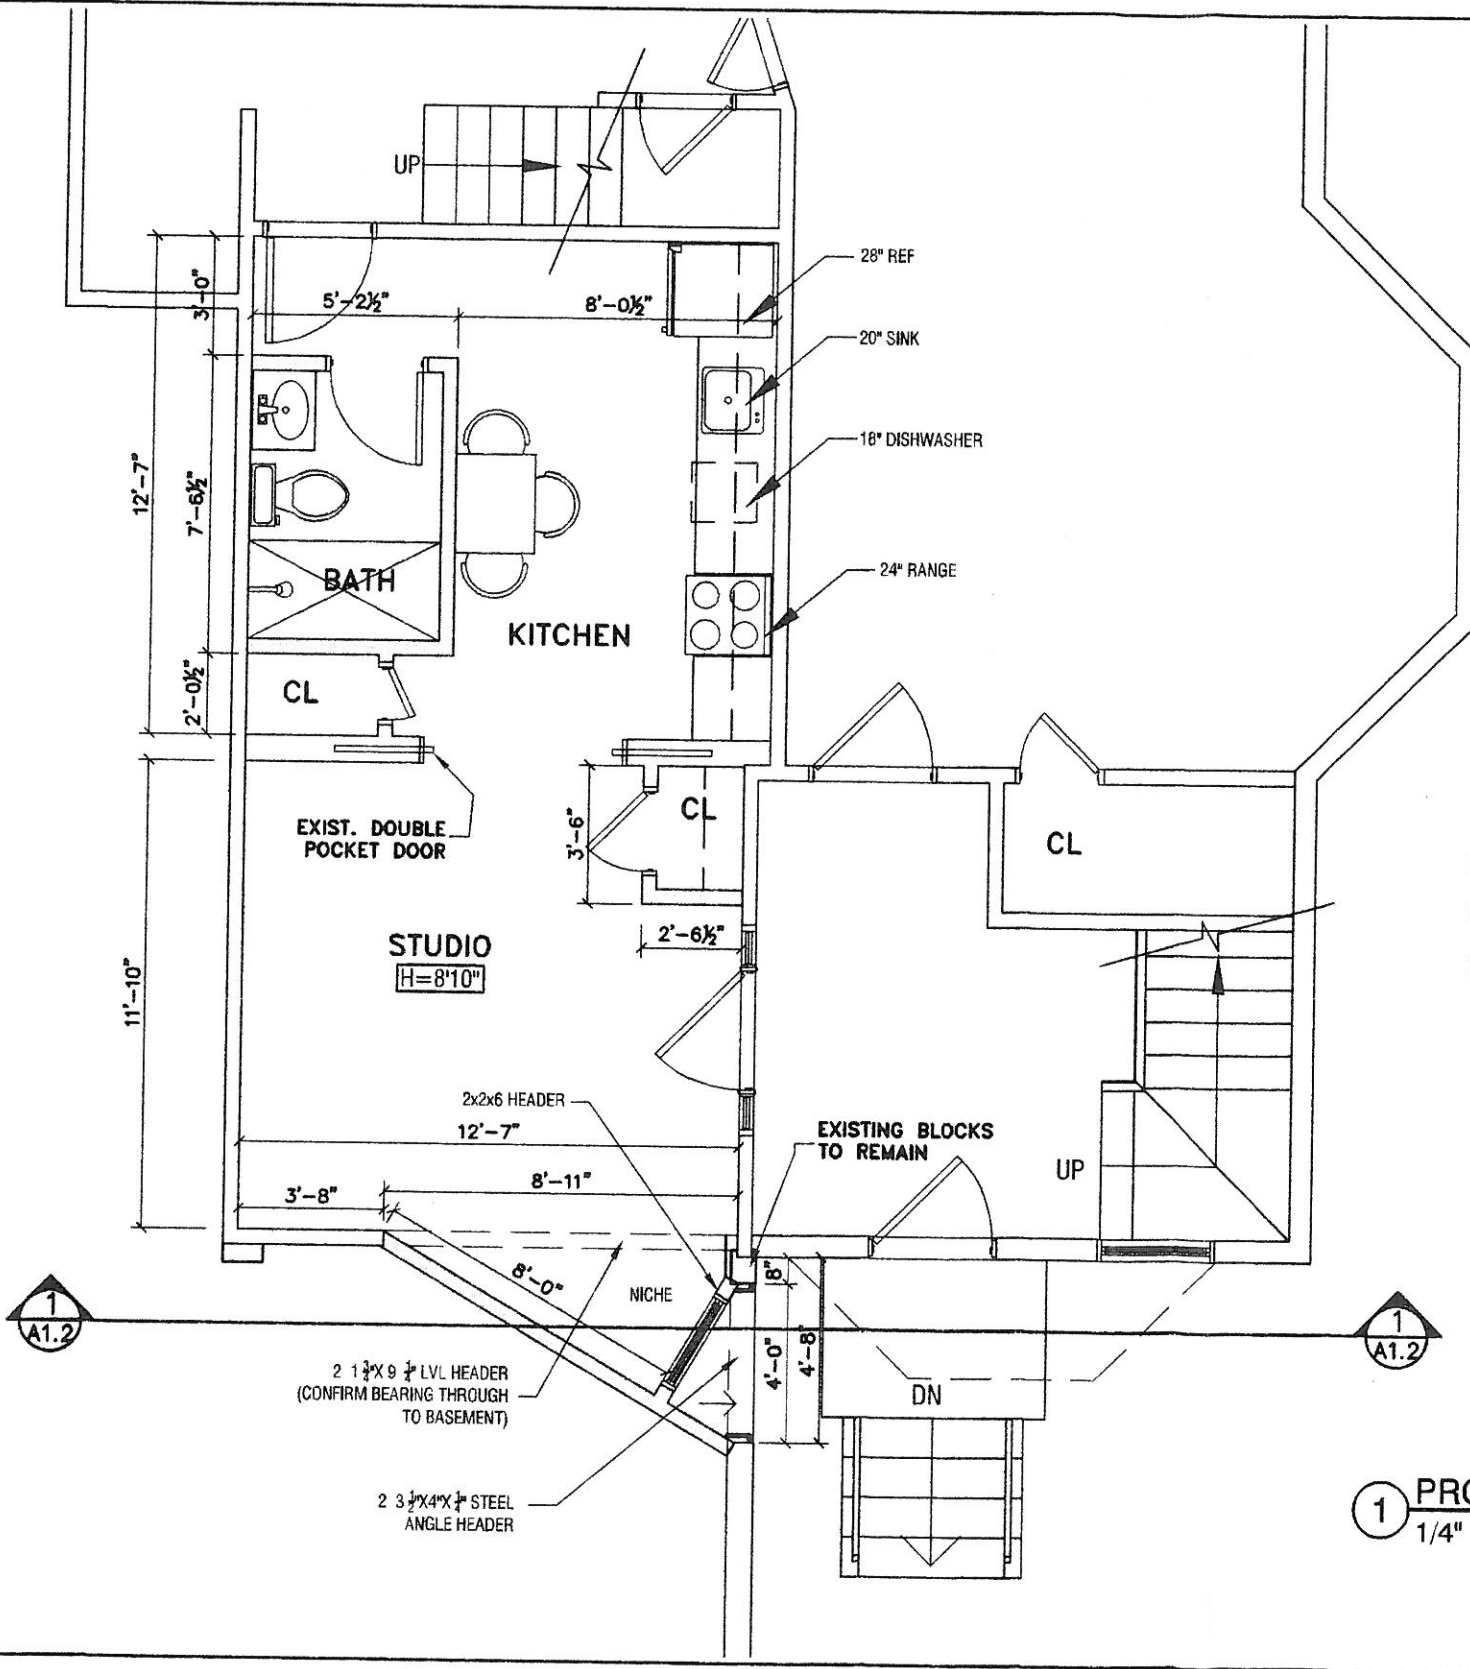 UP
28" REF
3'-0"
5'-2½"
8'-0½"
20" SINK
18" DISHWASHER
12'-7"
7'-6½"
BATH
24" RANGE
KITCHEN
2'-0½"
CL
EXIST. DOUBLE
POCKET DOOR
3'-6"
CL
CL
STUDIO
H=8'10"
2'-6½"
11'-10"
2x2x6 HEADER
12'-7"
EXISTING BLOCKS
TO REMAIN
UP
3'-8"
8'-11"
8'-0"
NICHE
8"
4'-0"
4'-8"
1
A1.2
1
A1.2
2 1¾"X 9 ¼" LVL HEADER
(CONFIRM BEARING THROUGH
TO BASEMENT)
DN
2 3½"X4"X¼" STEEL
ANGLE HEADER
1
1/4"